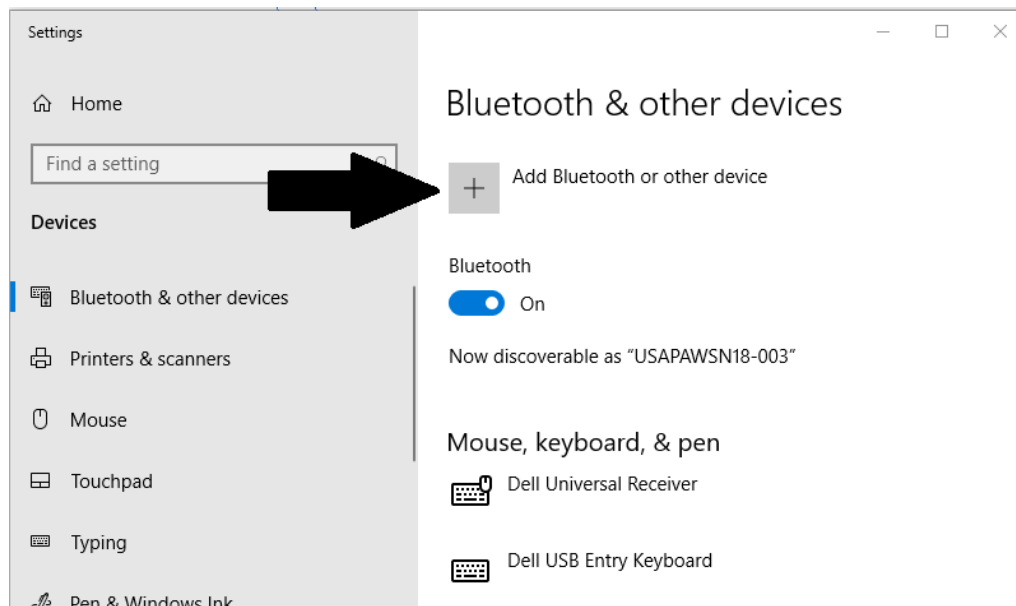 Settings
Home
Find a setting
Devices
Bluetooth & other devices
Printers & scanners
Mouse
Touchpad
Typing
Pen & Windows Ink
Bluetooth & other devices
Add Bluetooth or other device
Bluetooth
On
Now discoverable as “USAPAWSN18-003”
Mouse, keyboard, & pen
Dell Universal Receiver
Dell USB Entry Keyboard